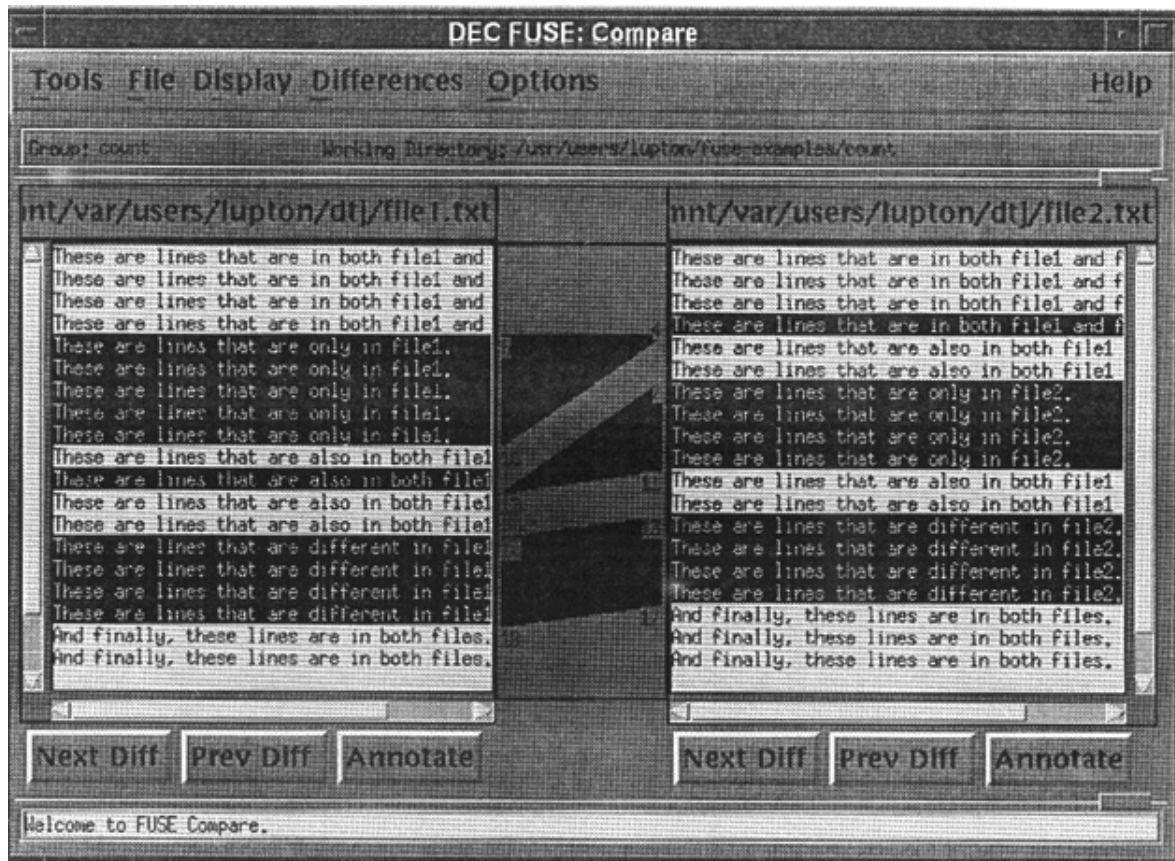 DEC FUSE: Compare
Tools File Display Differences Options Help
Group: count Working Directory: /usr/users/lupton/fuse_examples/count
nt/var/users/lupton/dtj/file1.txt
These are lines that are in both file1 and
These are lines that are in both file1 and
These are lines that are in both file1 and
These are lines that are in both file1 and
These are lines that are only in file1.
These are lines that are only in file1.
These are lines that are only in file1.
These are lines that are only in file1.
These are lines that are only in file1.
These are lines that are also in both file1
These are lines that are also in both file1
These are lines that are also in both file1
These are lines that are also in both file1
These are lines that are different in file1
These are lines that are different in file1
These are lines that are different in file1
These are lines that are different in file1
And finally, these lines are in both files.
And finally, these lines are in both files.
Next Diff Prev Diff Annotate
4
11
12
17
18
mnt/var/users/lupton/dtj/file2.txt
These are lines that are in both file1 and f
These are lines that are in both file1 and f
These are lines that are in both file1 and f
These are lines that are in both file1 and f
These are lines that are also in both file1
These are lines that are also in both file1
These are lines that are only in file2.
These are lines that are only in file2.
These are lines that are only in file2.
These are lines that are only in file2.
These are lines that are also in both file1
These are lines that are also in both file1
These are lines that are different in file2.
These are lines that are different in file2.
These are lines that are different in file2.
These are lines that are different in file2.
And finally, these lines are in both files.
And finally, these lines are in both files.
And finally, these lines are in both files.
Next Diff Prev Diff Annotate
Welcome to FUSE Compare.